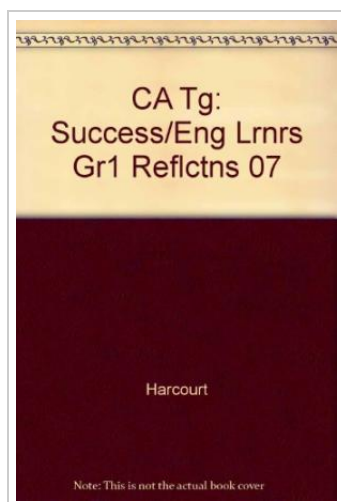 CA Tg:
Success/Eng Lrnrs
Gr1 Reflctns 07
Harcourt
Note: This is not the actual book cover